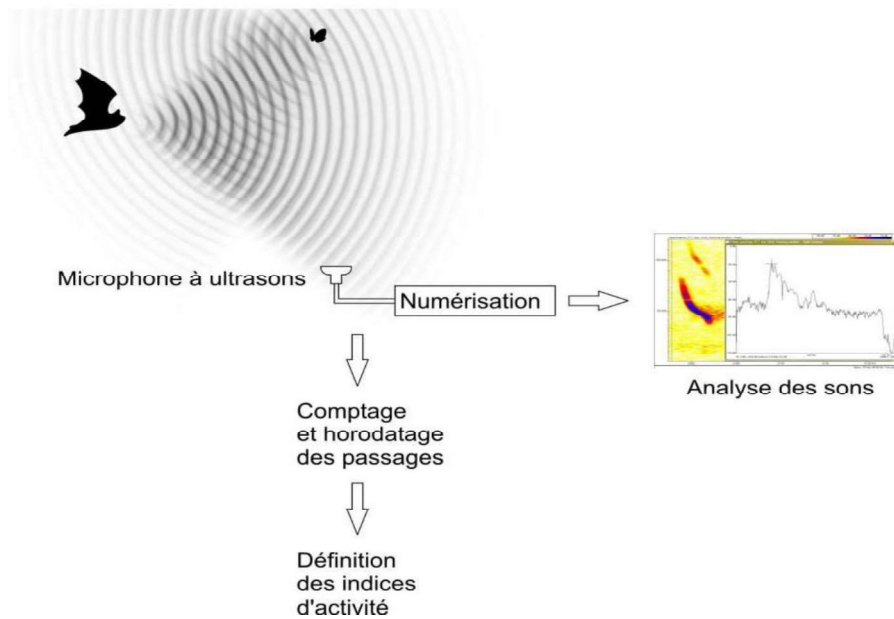 Microphone à ultrasons
Numérisation
Analyse des sons
Comptage
et horodatage
des passages
Définition
des indices
d'activité